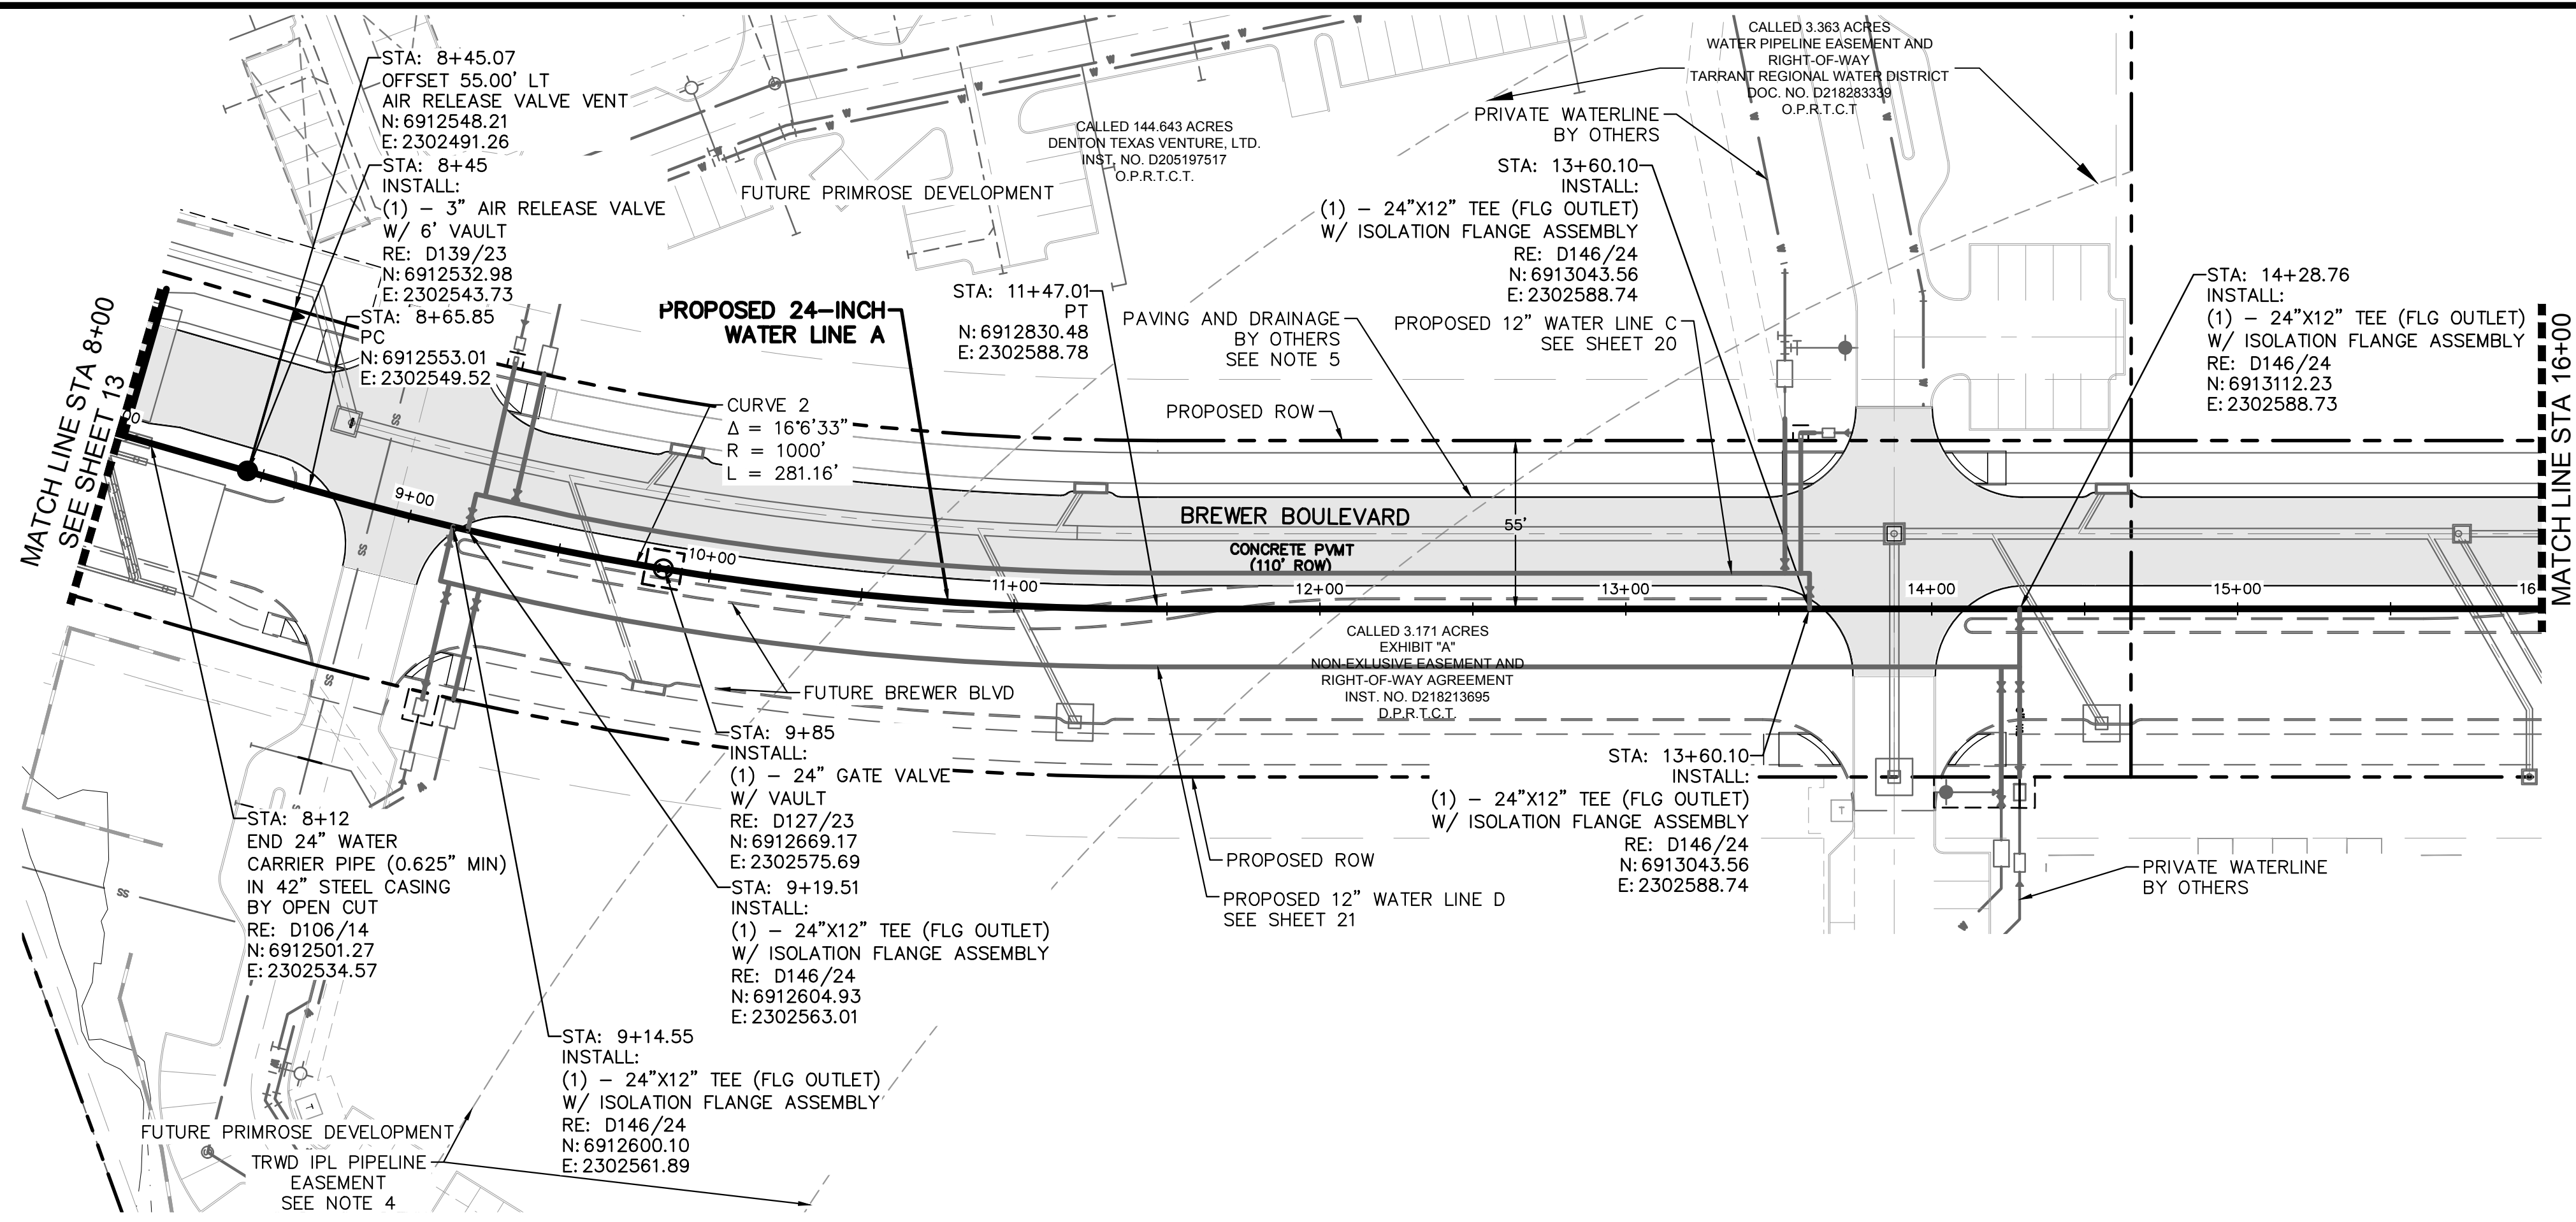 STA: 8+45.07
OFFSET 55.00' LT
AIR RELEASE VALVE VENT
N:6912548.21
E:2302491.26
STA: 8+45
INSTALL:
(1) – 3" AIR RELEASE VALVE
W/ 6' VAULT
RE: D139/23
N:6912532.98
E:2302543.73
STA: 8+65.85
PC
N:6912553.01
E:2302549.52
MATCH LINE STA 8+00
SEE SHEET 13
CALLED 144.643 ACRES
DENTON TEXAS VENTURE, LTD.
INST. NO. D205197517
O.P.R.T.C.T.
FUTURE PRIMROSE DEVELOPMENT
PROPOSED 24–INCH
WATER LINE A
STA: 11+47.01
PT
N:6912830.48
E:2302588.78
CURVE 2
Δ = 16°6'33"
R = 1000'
L = 281.16'
CALLED 3.363 ACRES
WATER PIPELINE EASEMENT AND
RIGHT-OF-WAY
TARRANT REGIONAL WATER DISTRICT
DOC. NO. D218283339
O.P.R.T.C.T
PRIVATE WATERLINE
BY OTHERS
STA: 13+60.10
INSTALL:
(1) – 24"X12" TEE (FLG OUTLET)
W/ ISOLATION FLANGE ASSEMBLY
RE: D146/24
N:6913043.56
E:2302588.74
PAVING AND DRAINAGE
BY OTHERS
SEE NOTE 5
PROPOSED 12" WATER LINE C
SEE SHEET 20
PROPOSED ROW
STA: 14+28.76
INSTALL:
(1) – 24"X12" TEE (FLG OUTLET)
W/ ISOLATION FLANGE ASSEMBLY
RE: D146/24
N:6913112.23
E:2302588.73
MATCH LINE STA 16+00
BREWER BOULEVARD
CONCRETE PVMT
(110' ROW)
55'
00
9+00
10+00
11+00
12+00
13+00
14+00
15+00
16
SS
SS
SS
SS
SS
SS
CALLED 3.171 ACRES
EXHIBIT "A"
NON-EXLUSIVE EASEMENT AND
RIGHT-OF-WAY AGREEMENT
INST. NO. D218213695
D.P.R.T.C.T.
FUTURE BREWER BLVD
STA: 9+85
INSTALL:
(1) – 24" GATE VALVE
W/ VAULT
RE: D127/23
N:6912669.17
E:2302575.69
STA: 9+19.51
INSTALL:
(1) – 24"X12" TEE (FLG OUTLET)
W/ ISOLATION FLANGE ASSEMBLY
RE: D146/24
N:6912604.93
E:2302563.01
STA: 8+12
END 24" WATER
CARRIER PIPE (0.625" MIN)
IN 42" STEEL CASING
BY OPEN CUT
RE: D106/14
N:6912501.27
E:2302534.57
STA: 9+14.55
INSTALL:
(1) – 24"X12" TEE (FLG OUTLET)
W/ ISOLATION FLANGE ASSEMBLY
RE: D146/24
N:6912600.10
E:2302561.89
PROPOSED ROW
PROPOSED 12" WATER LINE D
SEE SHEET 21
STA: 13+60.10
INSTALL:
(1) – 24"X12" TEE (FLG OUTLET)
W/ ISOLATION FLANGE ASSEMBLY
RE: D146/24
N:6913043.56
E:2302588.74
T
PRIVATE WATERLINE
BY OTHERS
T
FUTURE PRIMROSE DEVELOPMENT
TRWD IPL PIPELINE
EASEMENT
SEE NOTE 4